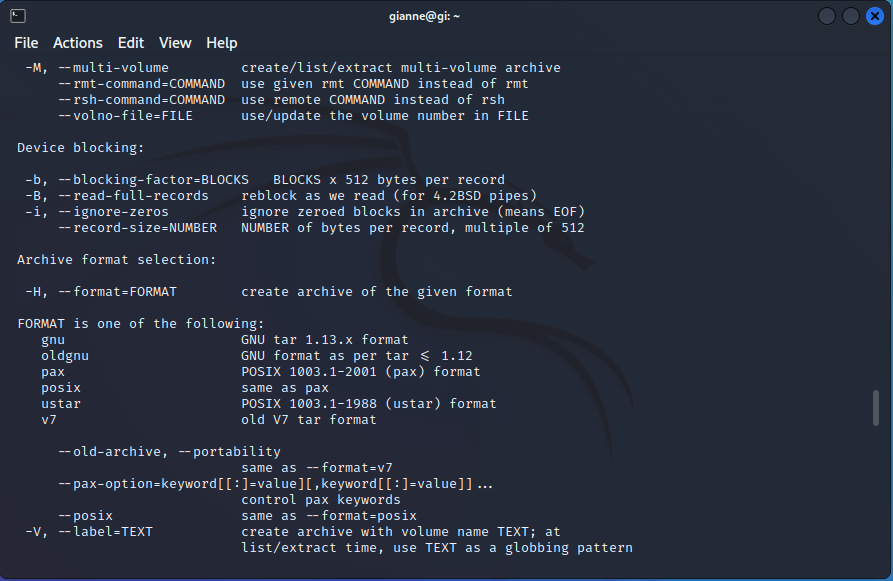 gianne@gi: ~
File Actions Edit View Help
-M, --multi-volume create/list/extract multi-volume archive
--rmt-command=COMMAND use given rmt COMMAND instead of rmt
--rsh-command=COMMAND use remote COMMAND instead of rsh
--volno-file=FILE use/update the volume number in FILE
Device blocking:
-b, --blocking-factor=BLOCKS BLOCKS x 512 bytes per record
-B, --read-full-records reblock as we read (for 4.2BSD pipes)
-i, --ignore-zeros ignore zeroed blocks in archive (means EOF)
--record-size=NUMBER NUMBER of bytes per record, multiple of 512
Archive format selection:
-H, --format=FORMAT create archive of the given format
FORMAT is one of the following:
gnu GNU tar 1.13.x format
oldgnu GNU format as per tar <= 1.12
pax POSIX 1003.1-2001 (pax) format
posix same as pax
ustar POSIX 1003.1-1988 (ustar) format
v7 old V7 tar format
--old-archive, --portability
same as --format=v7
--pax-option=keyword[[:]=value][,keyword[[:]=value]]...
control pax keywords
--posix same as --format=posix
-V, --label=TEXT create archive with volume name TEXT; at
list/extract time, use TEXT as a globbing pattern